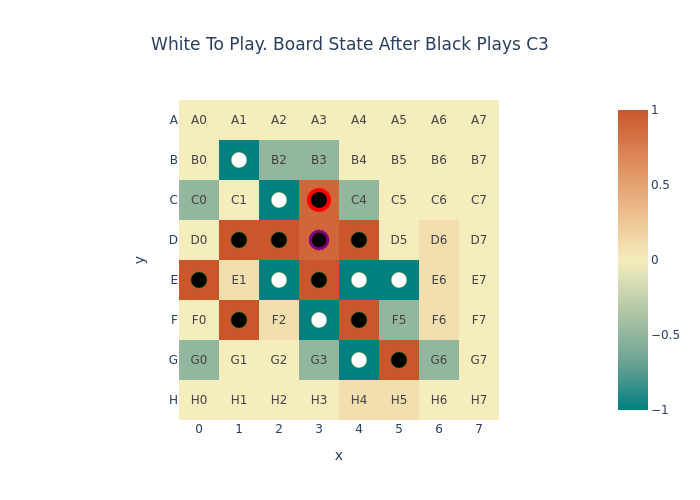 White To Play. Board State After Black Plays C3
A A0 A1 A2 A3 A4 A5 A6 A7
B B0 B2 B3 B4 B5 B6 B7
C C0 C1 C4 C5 C6 C7
D D0 D5 D6 D7
E E1 E6 E7
F F0 F2 F5 F6 F7
G G0 G1 G2 G3 G6 G7
H H0 H1 H2 H3 H4 H5 H6 H7
0 1 2 3 4 5 6 7
x
y
1
0.5
0
−0.5
−1